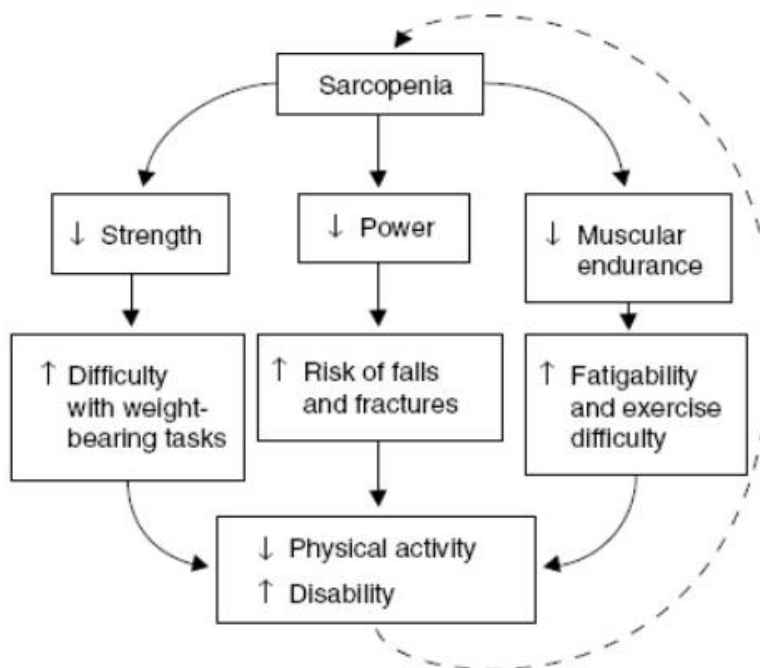 Sarcopenia
↓ Strength
↓ Power
↓ Muscular
endurance
↑ Difficulty
with weight-
bearing tasks
↑ Risk of falls
and fractures
↑ Fatigability
and exercise
difficulty
↓ Physical activity
↑ Disability